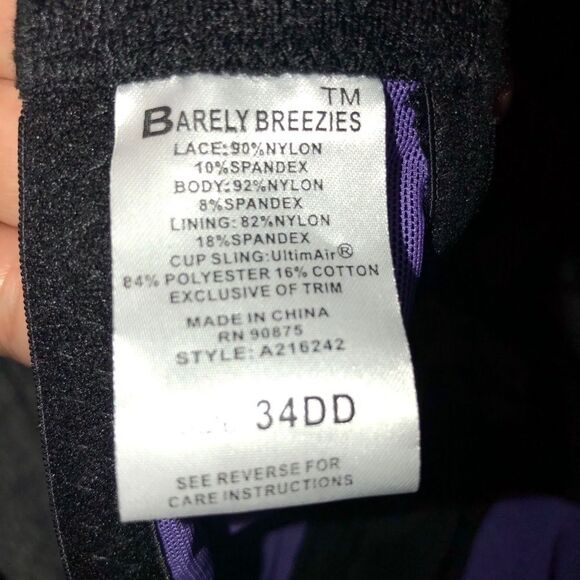 TM
BARELY BREEZIES
LACE:90%NYLON
10%SPANDEX
BODY:92%NYLON
8%SPANDEX
LINING: 82%NYLON
18%SPANDEX
CUP SLING:UltimAir®
84% POLYESTER 16% COTTON
EXCLUSIVE OF TRIM
MADE IN CHINA
RN 90875
STYLE: A216242
34DD
SEE REVERSE FOR
CARE INSTRUCTIONS